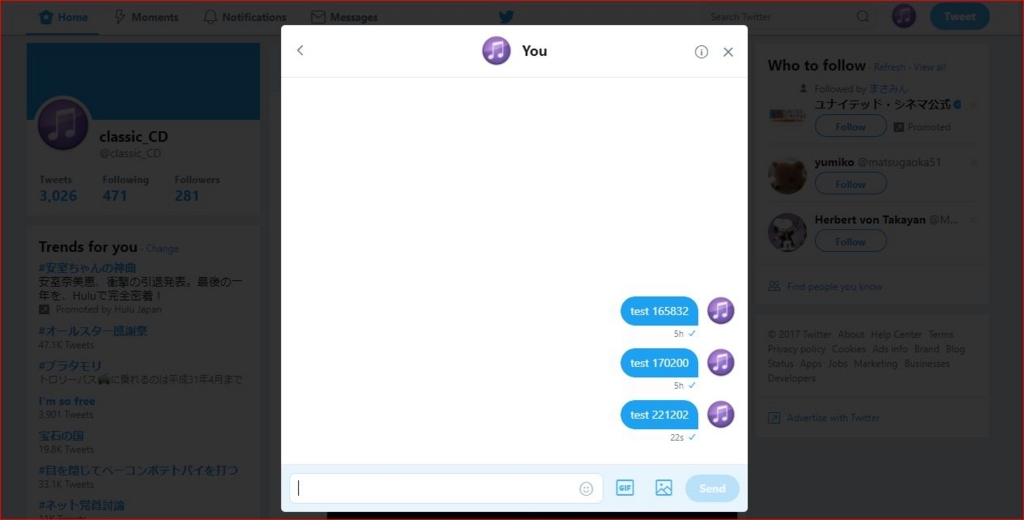 Home
Moments
Notifications
Messages
Search Twitter
Tweet
classic_CD
@classic_CD
Tweets Following Followers
3,026 471 281
Trends for you · Change
#安室ちゃんの神曲
安室奈美恵、衝撃の引退発表。最後の一
年を、Huluで完全密着！
Promoted by Hulu Japan
#オールスター感謝祭
47.1K Tweets
#ブラタモリ
トロリーバスに乗れるのは平成31年4月まで
I'm so free
3,901 Tweets
宝石の国
19.8K Tweets
#目を閉じてベーコンポテトパイを打つ
33.1K Tweets
#ネット党首討論
You
test 165832
5h
test 170200
5h
test 221202
22s
GIF
Send
Who to follow · Refresh · View all
Followed by まさみん
ユナイテッド・シネマ公式
Follow
Promoted
yumiko @matsugaoka51
Follow
Herbert von Takayan @M...
Follow
Find people you know
© 2017 Twitter About Help Center Terms
Privacy policy Cookies Ads info Brand Blog
Status Apps Jobs Marketing Businesses
Developers
Advertise with Twitter